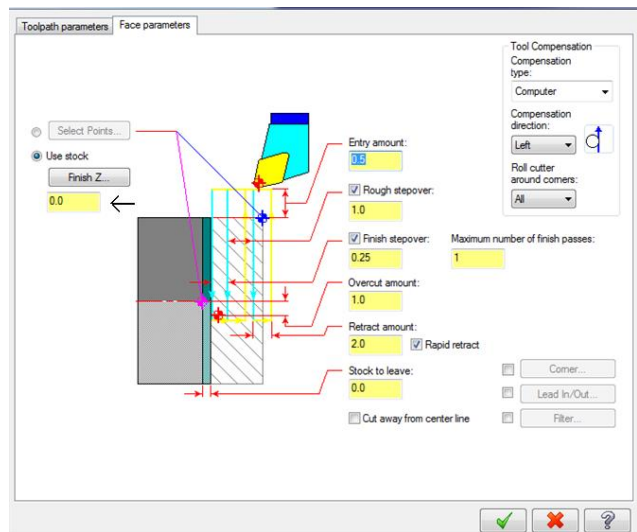 Toolpath parameters
Face parameters
Tool Compensation
Compensation
type:
Computer
Compensation
direction:
Left
Roll cutter
around corners:
All
Select Points...
Use stock
Finish Z...
0.0
Entry amount:
0.5
Rough stepover:
1.0
Finish stepover:
0.25
Maximum number of finish passes:
1
Overcut amount:
1.0
Retract amount:
2.0
Rapid retract
Stock to leave:
0.0
Cut away from center line
Corner...
Lead In/Out...
Filter...
?